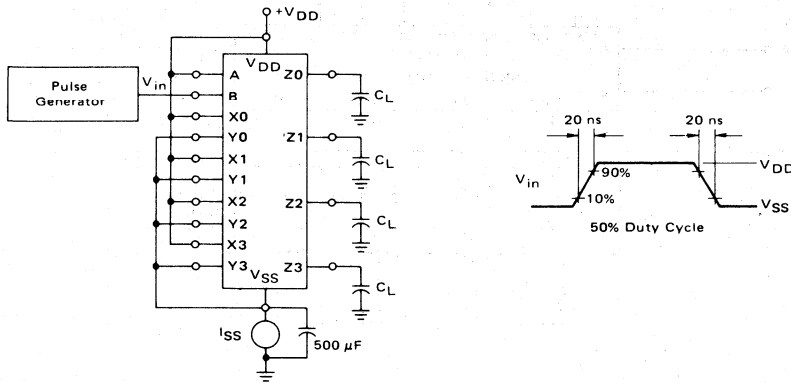 +VDD
VDD
Pulse
Generator
Vin
A
B
X0
Y0
X1
Y1
X2
Y2
X3
Y3
VSS
Z0
Z1
Z2
Z3
CL
CL
CL
CL
ISS
500 µF
20 ns
20 ns
Vin
90%
10%
VDD
VSS
50% Duty Cycle